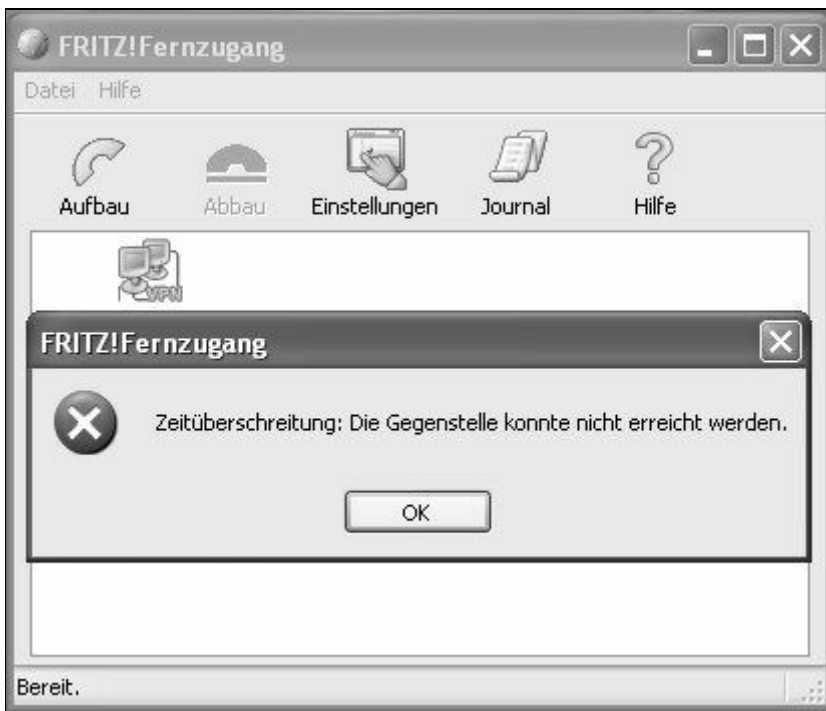 FRITZ!Fernzugang
Datei Hilfe
Aufbau Abbau Einstellungen Journal Hilfe
VPN
FRITZ!Fernzugang
Zeitüberschreitung: Die Gegenstelle konnte nicht erreicht werden.
OK
Bereit.